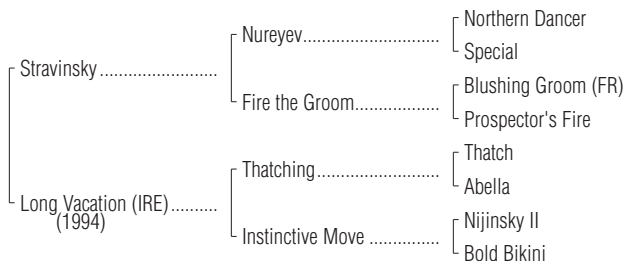 Northern Dancer
Nureyev
Special
Stravinsky
Blushing Groom (FR)
Fire the Groom
Prospector's Fire
Thatch
Thatching
Abella
Long Vacation (IRE)
(1994)
Nijinsky II
Instinctive Move
Bold Bikini